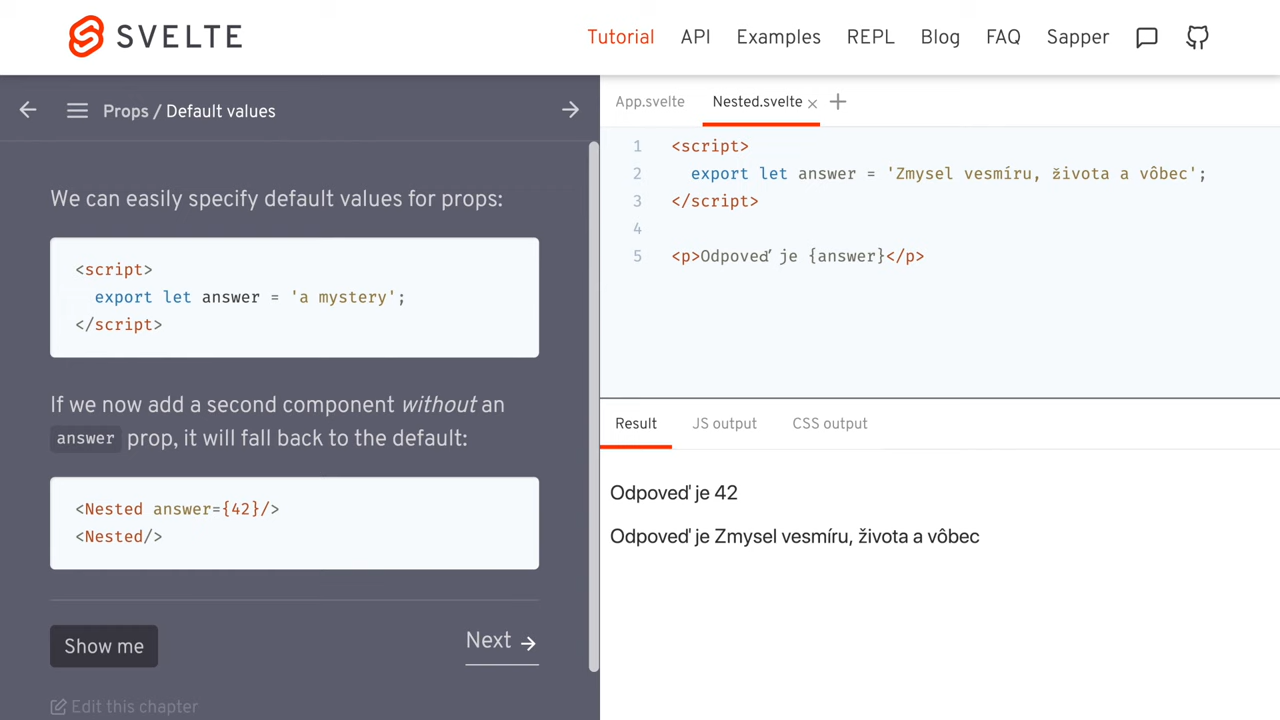 SVELTE
Tutorial API Examples REPL Blog FAQ Sapper
Props / Default values
We can easily specify default values for props:
<script>
  export let answer = 'a mystery';
</script>
If we now add a second component without an
answer prop, it will fall back to the default:
<Nested answer={42}/>
<Nested/>
Show me
Next →
Edit this chapter
App.svelte Nested.svelte × +
1 <script>
2   export let answer = 'Zmysel vesmíru, života a vôbec';
3 </script>
4
5 <p>Odpoveď je {answer}</p>
Result JS output CSS output
Odpoveď je 42
Odpoveď je Zmysel vesmíru, života a vôbec